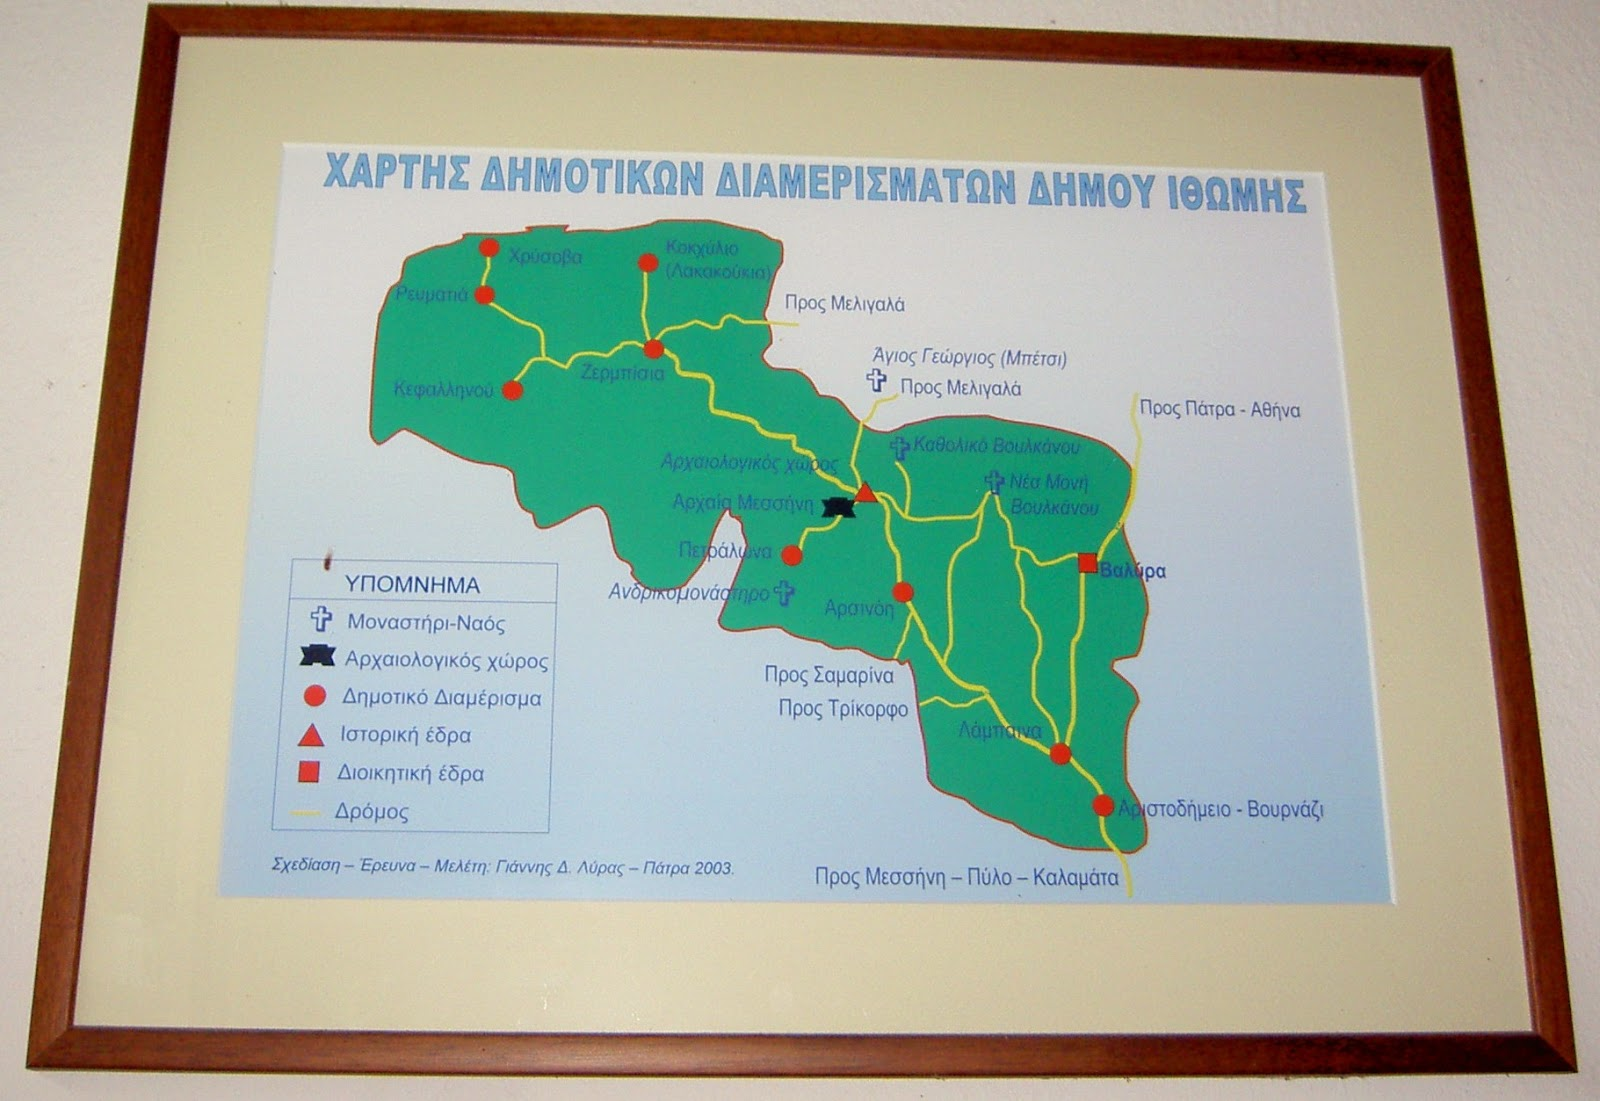 ΧΑΡΤΗΣ ΔΗΜΟΤΙΚΩΝ ΔΙΑΜΕΡΙΣΜΑΤΩΝ ΔΗΜΟΥ ΙΘΩΜΗΣ
Χρύσοβα
Κοκχύλιο
(Λακακούκια)
Ρευματιά
Προς Μελιγαλά
Άγιος Γεώργιος (Μπέτσι)
Ζερμπίσια
Κεφαλληνού
Προς Μελιγαλά
Προς Πάτρα - Αθήνα
Καθολικό Βουλκάνου
Αρχαιολογικός χώρος
Νέα Μονή
Βουλκάνου
Αρχαία Μεσσήνη
Πετράλωνα
Βαλύρα
Ανδρικομονάστηρο
Αρσινόη
Προς Σαμαρίνα
Προς Τρίκορφο
Λάμπαινα
Αριστοδήμειο - Βουρνάζι
Προς Μεσσήνη – Πύλο – Καλαμάτα
ΥΠΟΜΝΗΜΑ
Μοναστήρι-Ναός
Αρχαιολογικός χώρος
Δημοτικό Διαμέρισμα
Ιστορική έδρα
Διοικητική έδρα
Δρόμος
Σχεδίαση – Έρευνα – Μελέτη: Γιάννης Δ. Λύρας – Πάτρα 2003.